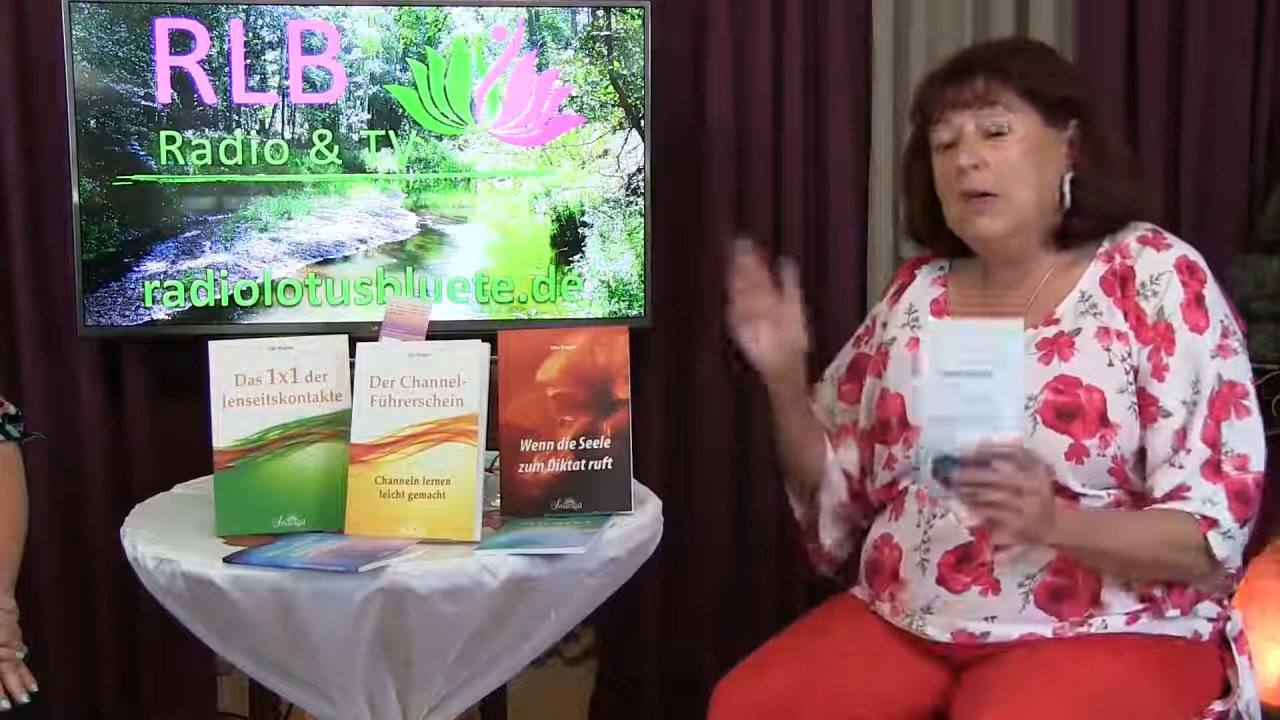 RLB
Radio & TV
radiolotusbluete.de
Das 1x1 der
Jenseitskontakte
Der Channel-
Führerschein
Channeln lernen
leicht gemacht
Wenn die Seele
zum Diktat ruft
Smaragd